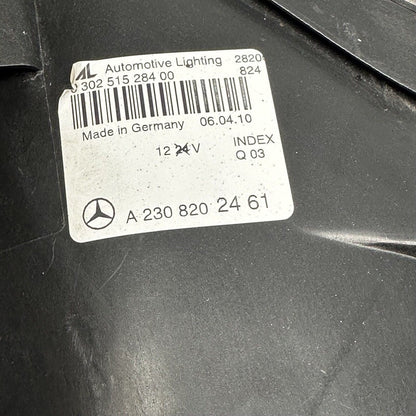 AL Automotive Lighting 2820
302 515 284 00 824
Made in Germany 06.04.10
12 24 V INDEX
Q 03
A 230 820 24 61